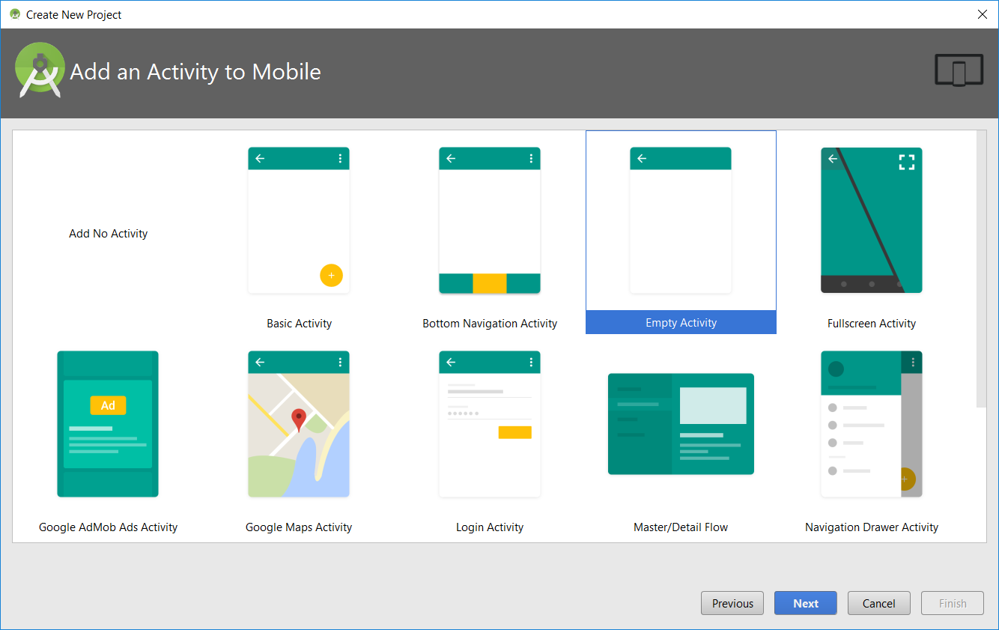 Create New Project
Add an Activity to Mobile
Add No Activity
Basic Activity
Bottom Navigation Activity
Empty Activity
Fullscreen Activity
Ad
Google AdMob Ads Activity
Google Maps Activity
Login Activity
Master/Detail Flow
Navigation Drawer Activity
Previous
Next
Cancel
Finish